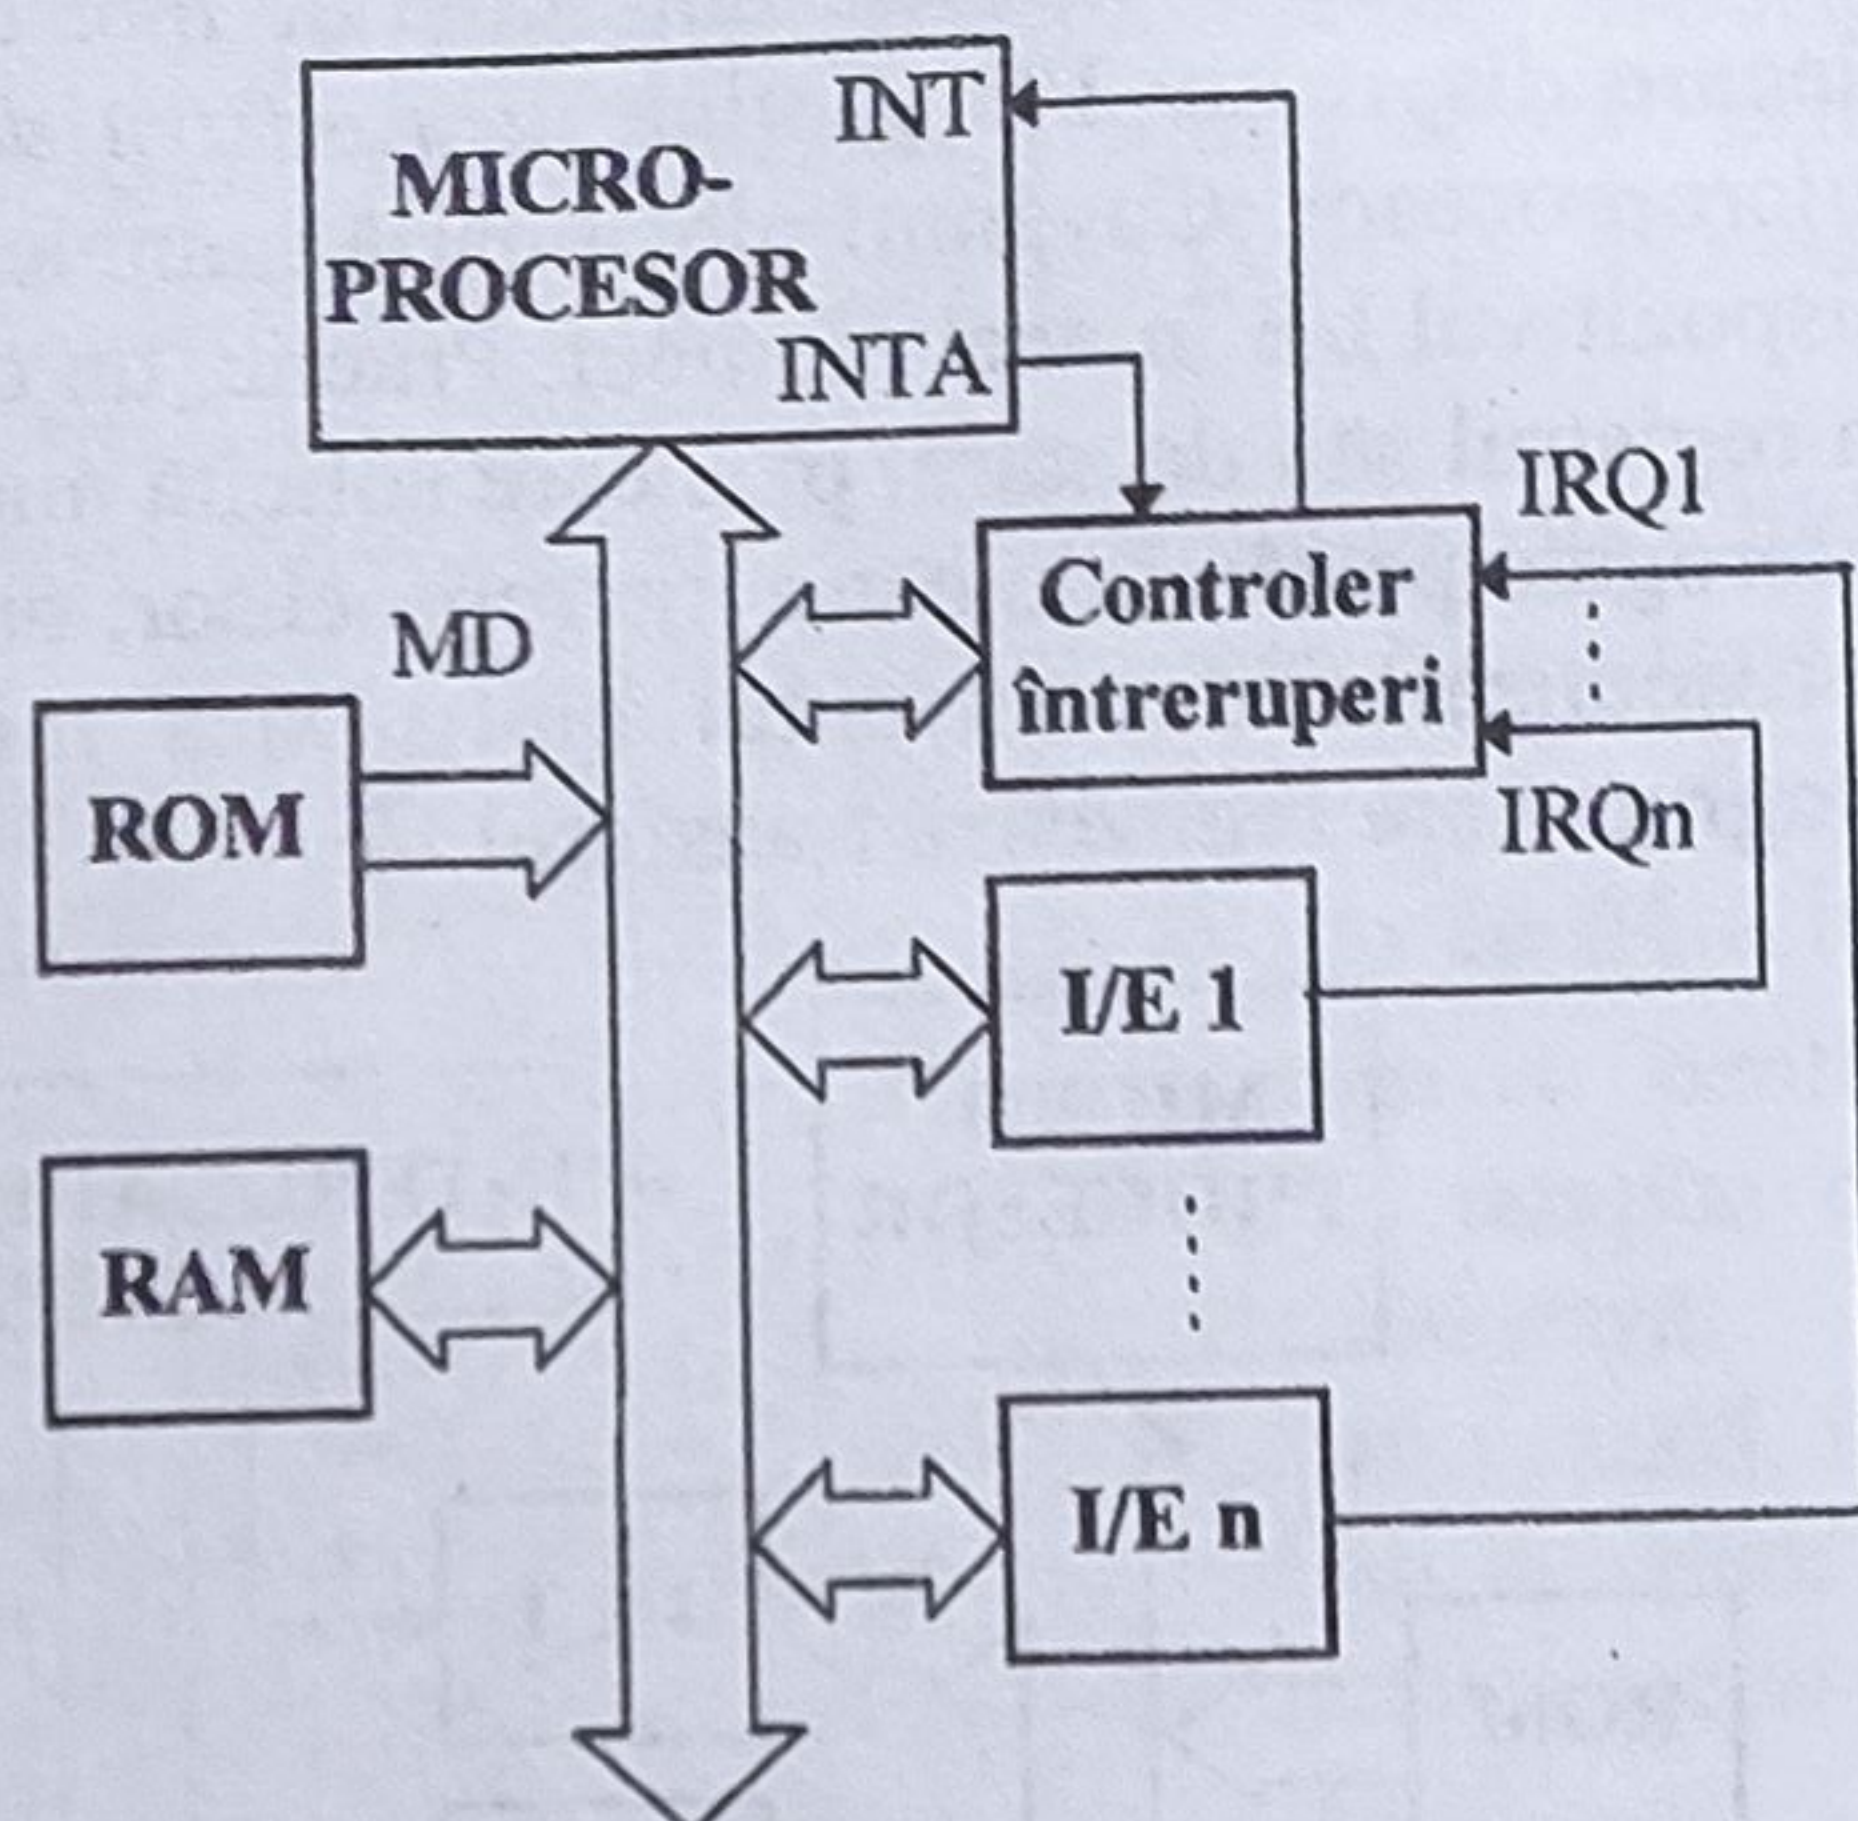 INT
MICRO-
PROCESOR
INTA
IRQ1
Controler
întreruperi
MD
ROM
IRQn
I/E 1
RAM
I/E n